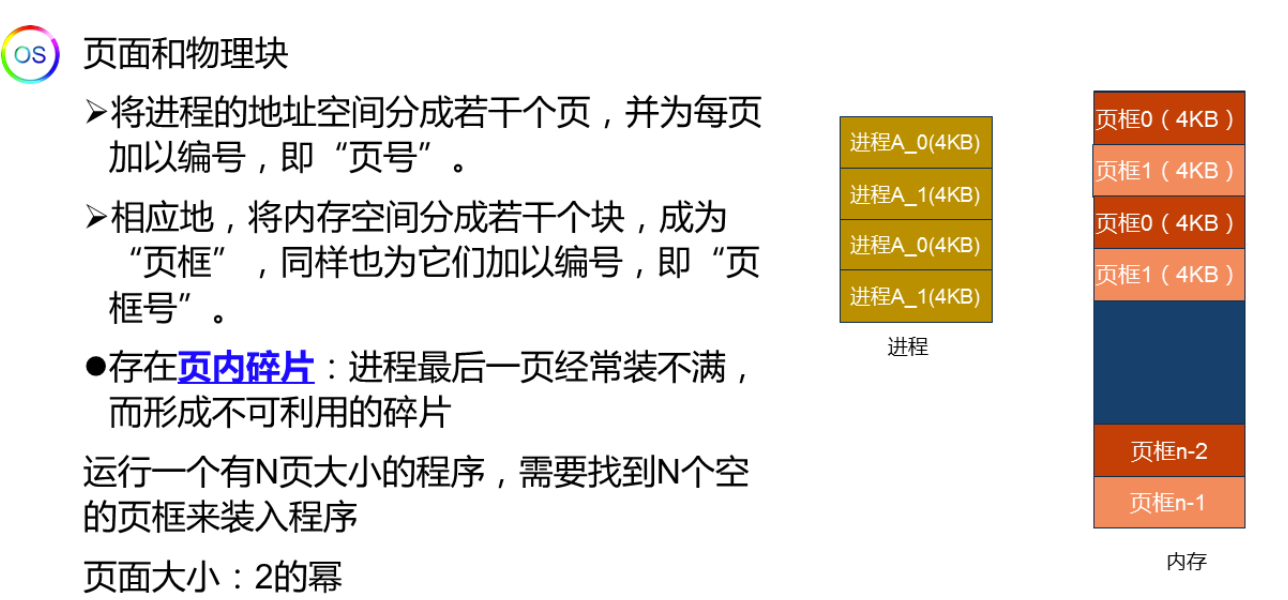 OS
页面和物理块
➢将进程的地址空间分成若干个页，并为每页
加以编号，即“页号”。
➢相应地，将内存空间分成若干个块，成为
“页框”，同样也为它们加以编号，即“页
框号”。
●存在页内碎片：进程最后一页经常装不满，
而形成不可利用的碎片
运行一个有N页大小的程序，需要找到N个空
的页框来装入程序
页面大小：2的幂
进程A_0(4KB)
进程A_1(4KB)
进程A_0(4KB)
进程A_1(4KB)
进程
页框0（4KB）
页框1（4KB）
页框0（4KB）
页框1（4KB）
页框n-2
页框n-1
内存